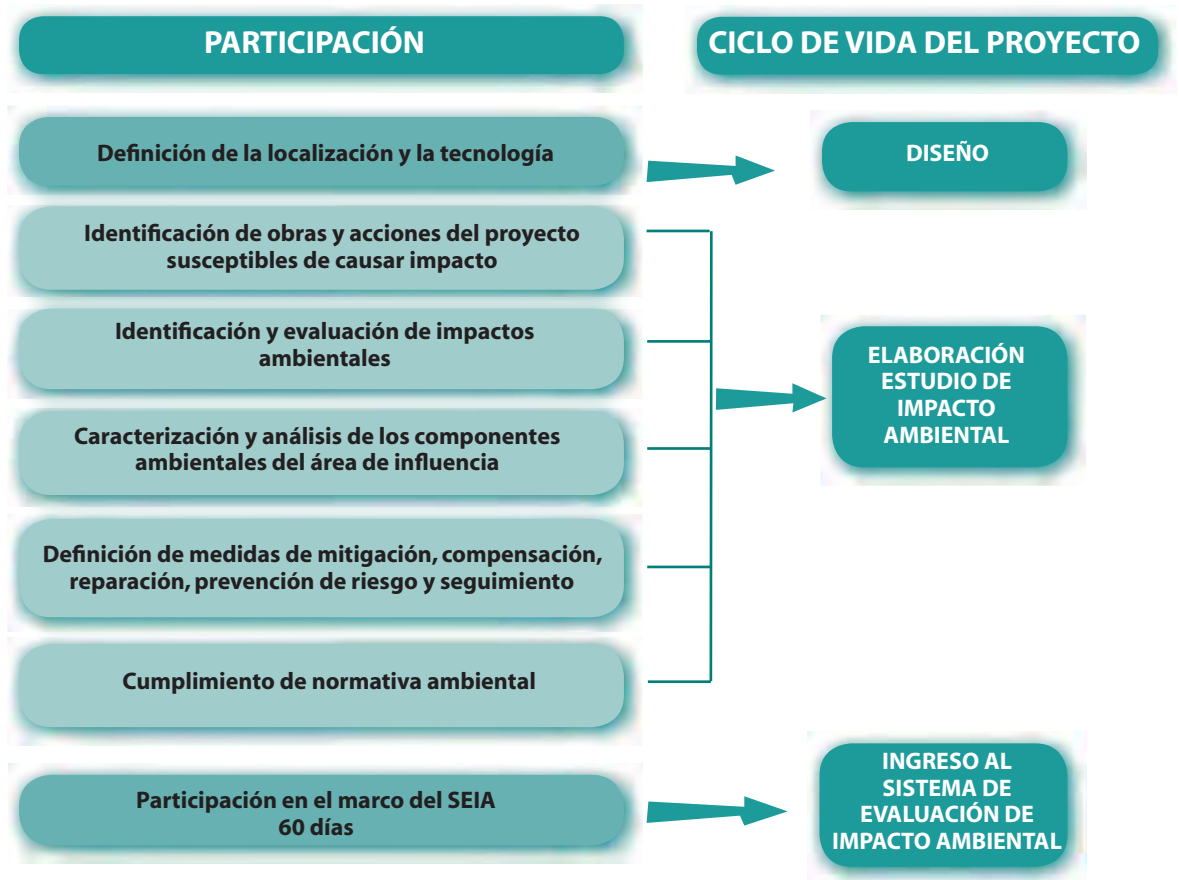 PARTICIPACIÓN
CICLO DE VIDA DEL PROYECTO
Definición de la localización y la tecnología
DISEÑO
Identificación de obras y acciones del proyecto
susceptibles de causar impacto
Identificación y evaluación de impactos
ambientales
Caracterización y análisis de los componentes
ambientales del área de influencia
Definición de medidas de mitigación, compensación,
reparación, prevención de riesgo y seguimiento
Cumplimiento de normativa ambiental
ELABORACIÓN
ESTUDIO DE
IMPACTO
AMBIENTAL
Participación en el marco del SEIA
60 días
INGRESO AL
SISTEMA DE
EVALUACIÓN DE
IMPACTO AMBIENTAL